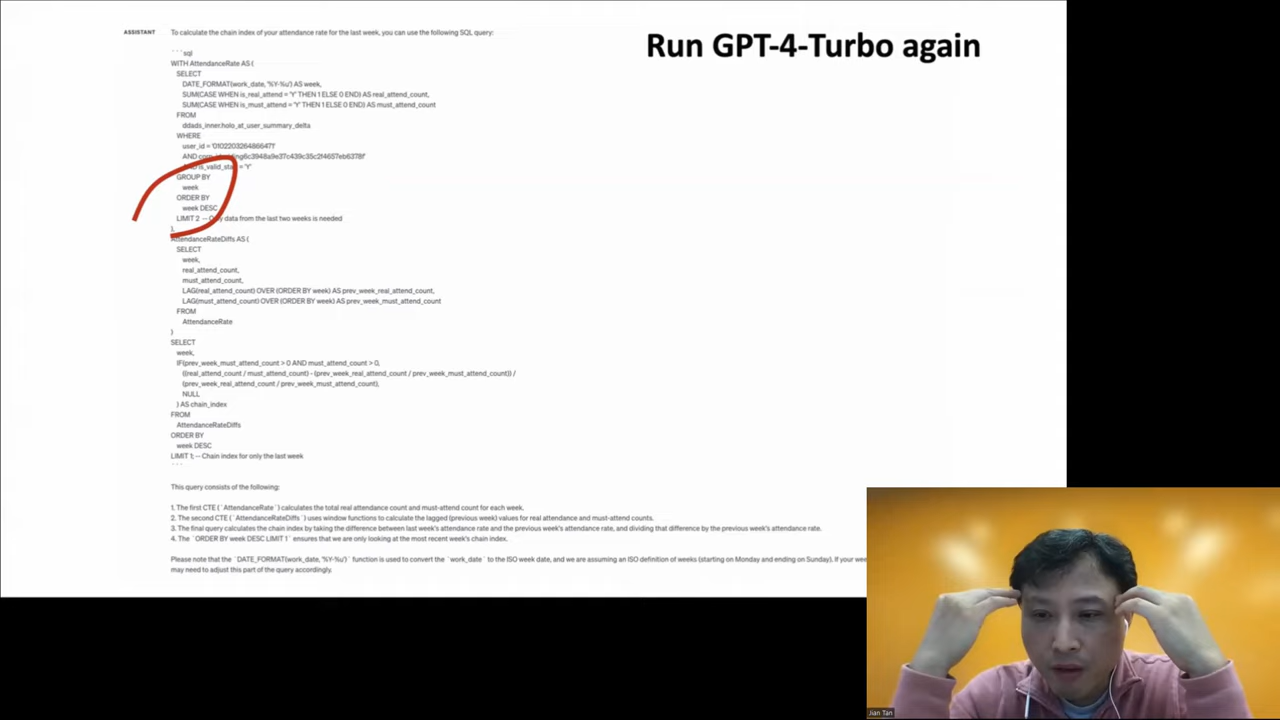 Run GPT-4-Turbo again
ASSISTANT
To calculate the chain index of your attendance rate for the last week, you can use the following SQL query:
```sql
WITH AttendanceRate AS (
SELECT
DATE_FORMAT(work_date, '%Y-%u') AS week,
SUM(CASE WHEN is_real_attend = 'Y' THEN 1 ELSE 0 END) AS real_attend_count,
SUM(CASE WHEN is_must_attend = 'Y' THEN 1 ELSE 0 END) AS must_attend_count
FROM
ddads_inner.holo_at_user_summary_delta
WHERE
user_id = '0102203264866471'
AND
= 'Y'
GROUP BY
week
ORDER BY
week DESC
LIMIT 2 -- Only data from the last two weeks is needed
),
AttendanceRateDiffs AS (
SELECT
week,
real_attend_count,
must_attend_count,
LAG(real_attend_count) OVER (ORDER BY week) AS prev_week_real_attend_count,
LAG(must_attend_count) OVER (ORDER BY week) AS prev_week_must_attend_count
FROM
AttendanceRate
)
SELECT
week,
IF(prev_week_must_attend_count > 0 AND must_attend_count > 0,
((real_attend_count / must_attend_count) - (prev_week_real_attend_count / prev_week_must_attend_count)) /
(prev_week_real_attend_count / prev_week_must_attend_count),
NULL
) AS chain_index
FROM
AttendanceRateDiffs
ORDER BY
week DESC
LIMIT 1; -- Chain index for only the last week
```
This query consists of the following:
1. The first CTE (`AttendanceRate`) calculates the total real attendance count and must-attend count for each week.
2. The second CTE (`AttendanceRateDiffs`) uses window functions to calculate the lagged (previous week) values for real attendance and must-attend counts.
3. The final query calculates the chain index by taking the difference between last week's attendance rate and the previous week's attendance rate, and dividing that difference by the previous week's attendance rate.
4. The `ORDER BY week DESC LIMIT 1` ensures that we are only looking at the most recent week's chain index.
Please note that the `DATE_FORMAT(work_date, '%Y-%u')` function is used to convert the `work_date` to the ISO week date, and we are assuming an ISO definition of weeks (starting on Monday and ending on Sunday). If your
may need to adjust this part of the query accordingly.
Jian Tan